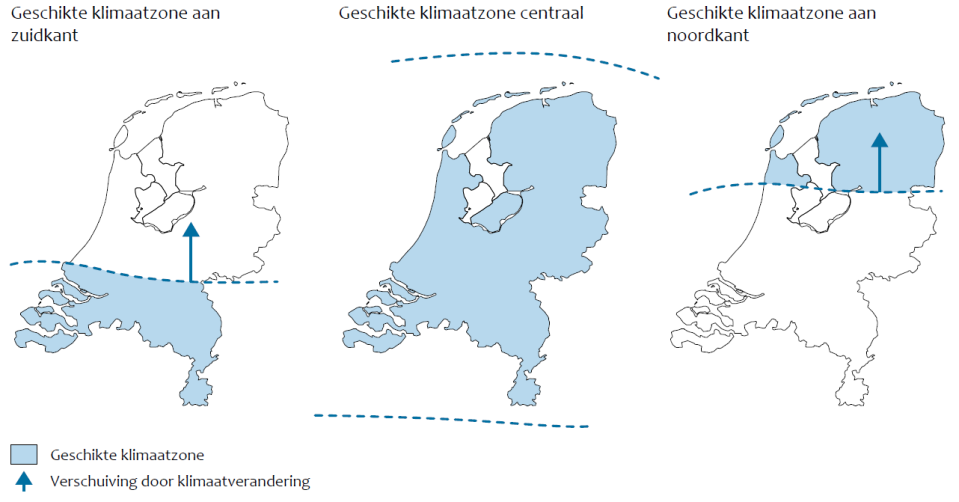 Geschikte klimaatzone aan
zuidkant
Geschikte klimaatzone centraal
Geschikte klimaatzone aan
noordkant
Geschikte klimaatzone
Verschuiving door klimaatverandering